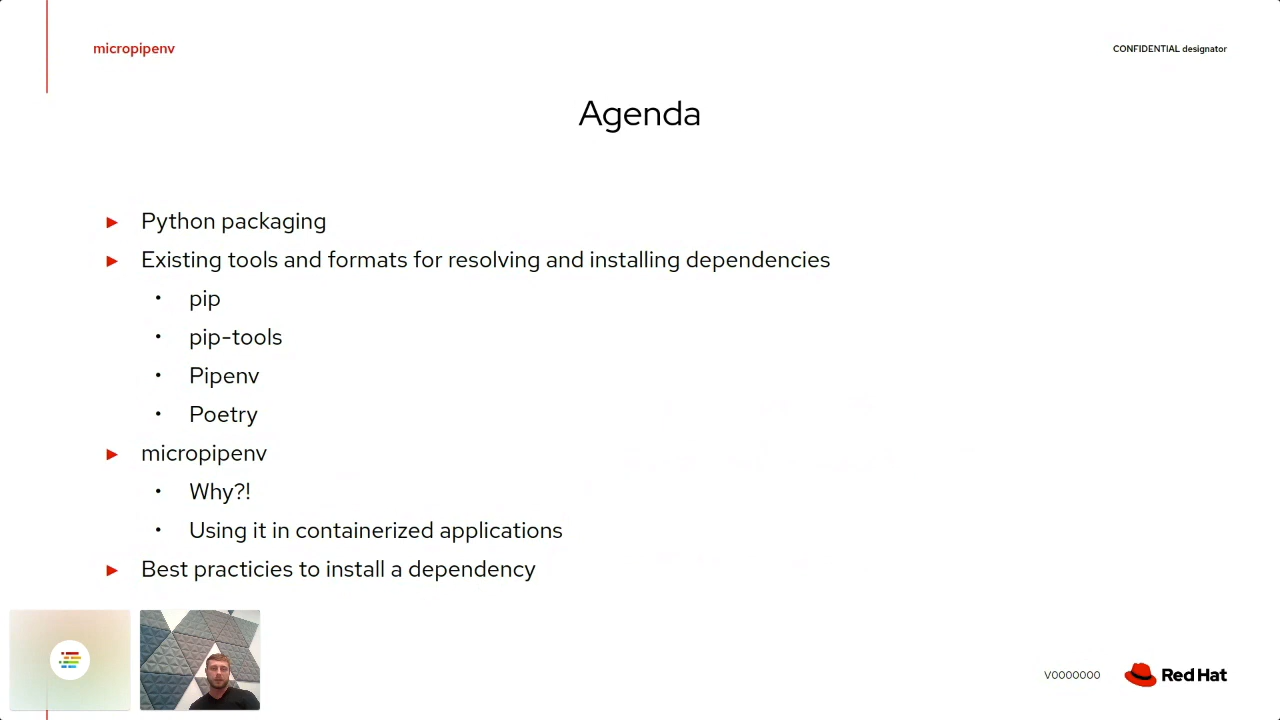 micropipenv
CONFIDENTIAL designator
Agenda
Python packaging
Existing tools and formats for resolving and installing dependencies
pip
pip-tools
Pipenv
Poetry
micropipenv
Why?!
Using it in containerized applications
Best practicies to install a dependency
V0000000
Red Hat